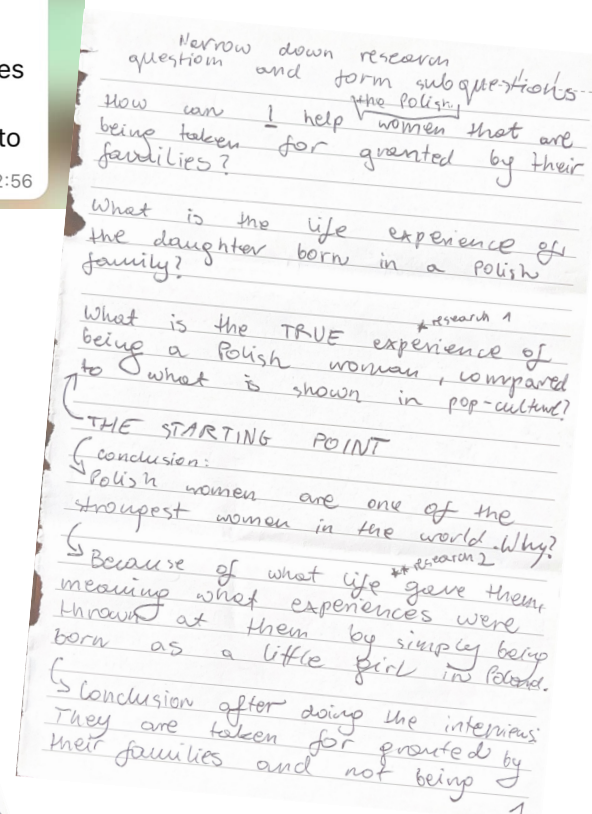 es
to
2:56
Narrow down research
question and form subquestions
How can I help the Polish women that are
being taken for granted by their
families?
What is the life experience of
the daughter born in a Polish
family?
* research 1
What is the TRUE experience of
being a Polish woman, compared
to what is shown in pop-culture?
THE STARTING POINT
conclusion:
Polish women are one of the
strongest women in the world. Why?
** research 2
Because of what life gave them,
meaning what experiences were
thrown at them by simply being
born as a little girl in Poland.
Conclusion after doing the interviews
They are taken for granted by
their families and not being
1